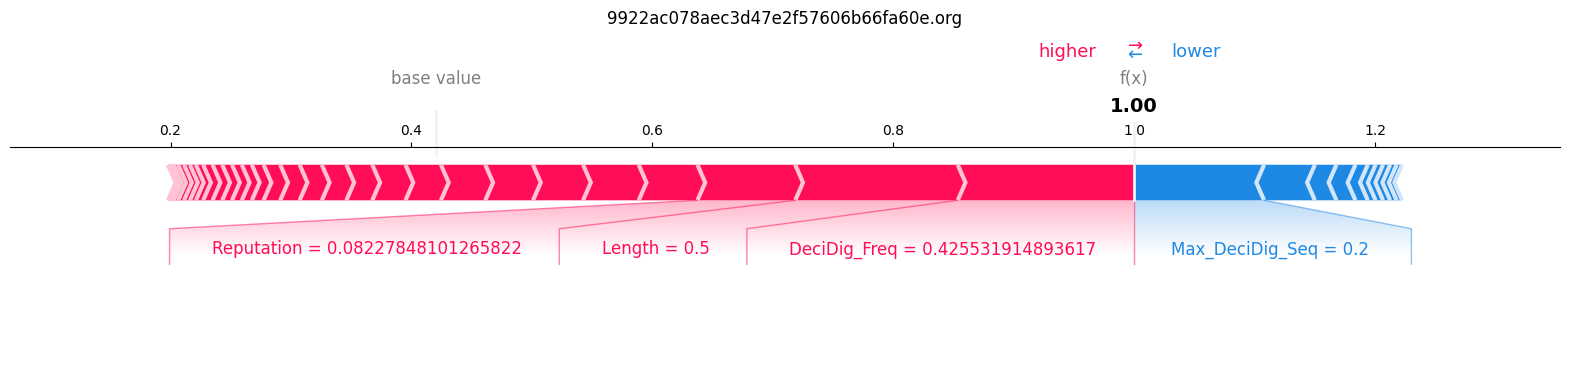 9922ac078aec3d47e2f57606b66fa60e.org
higher ⇄ lower
base value f(x)
1.00
0.2 0.4 0.6 0.8 1.0 1.2
Reputation = 0.08227848101265822 Length = 0.5 DeciDig_Freq = 0.425531914893617 Max_DeciDig_Seq = 0.2